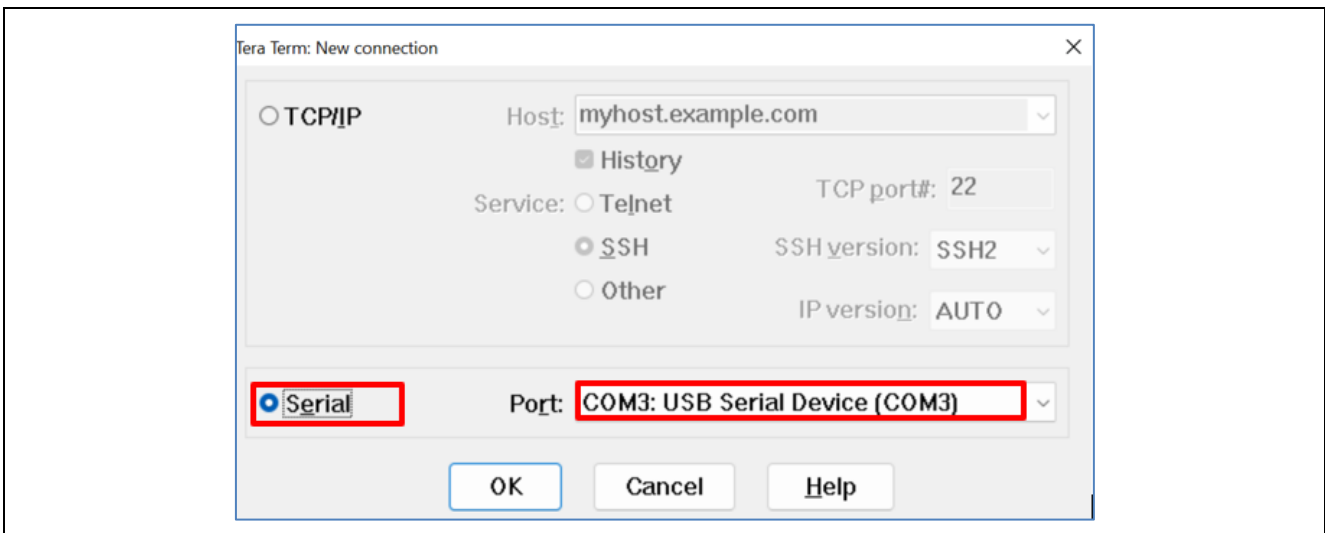 Tera Term: New connection
TCP/IP
Host: myhost.example.com
History
Service: Telnet
TCP port#: 22
SSH
SSH version: SSH2
Other
IP version: AUTO
Serial
Port: COM3: USB Serial Device (COM3)
OK
Cancel
Help